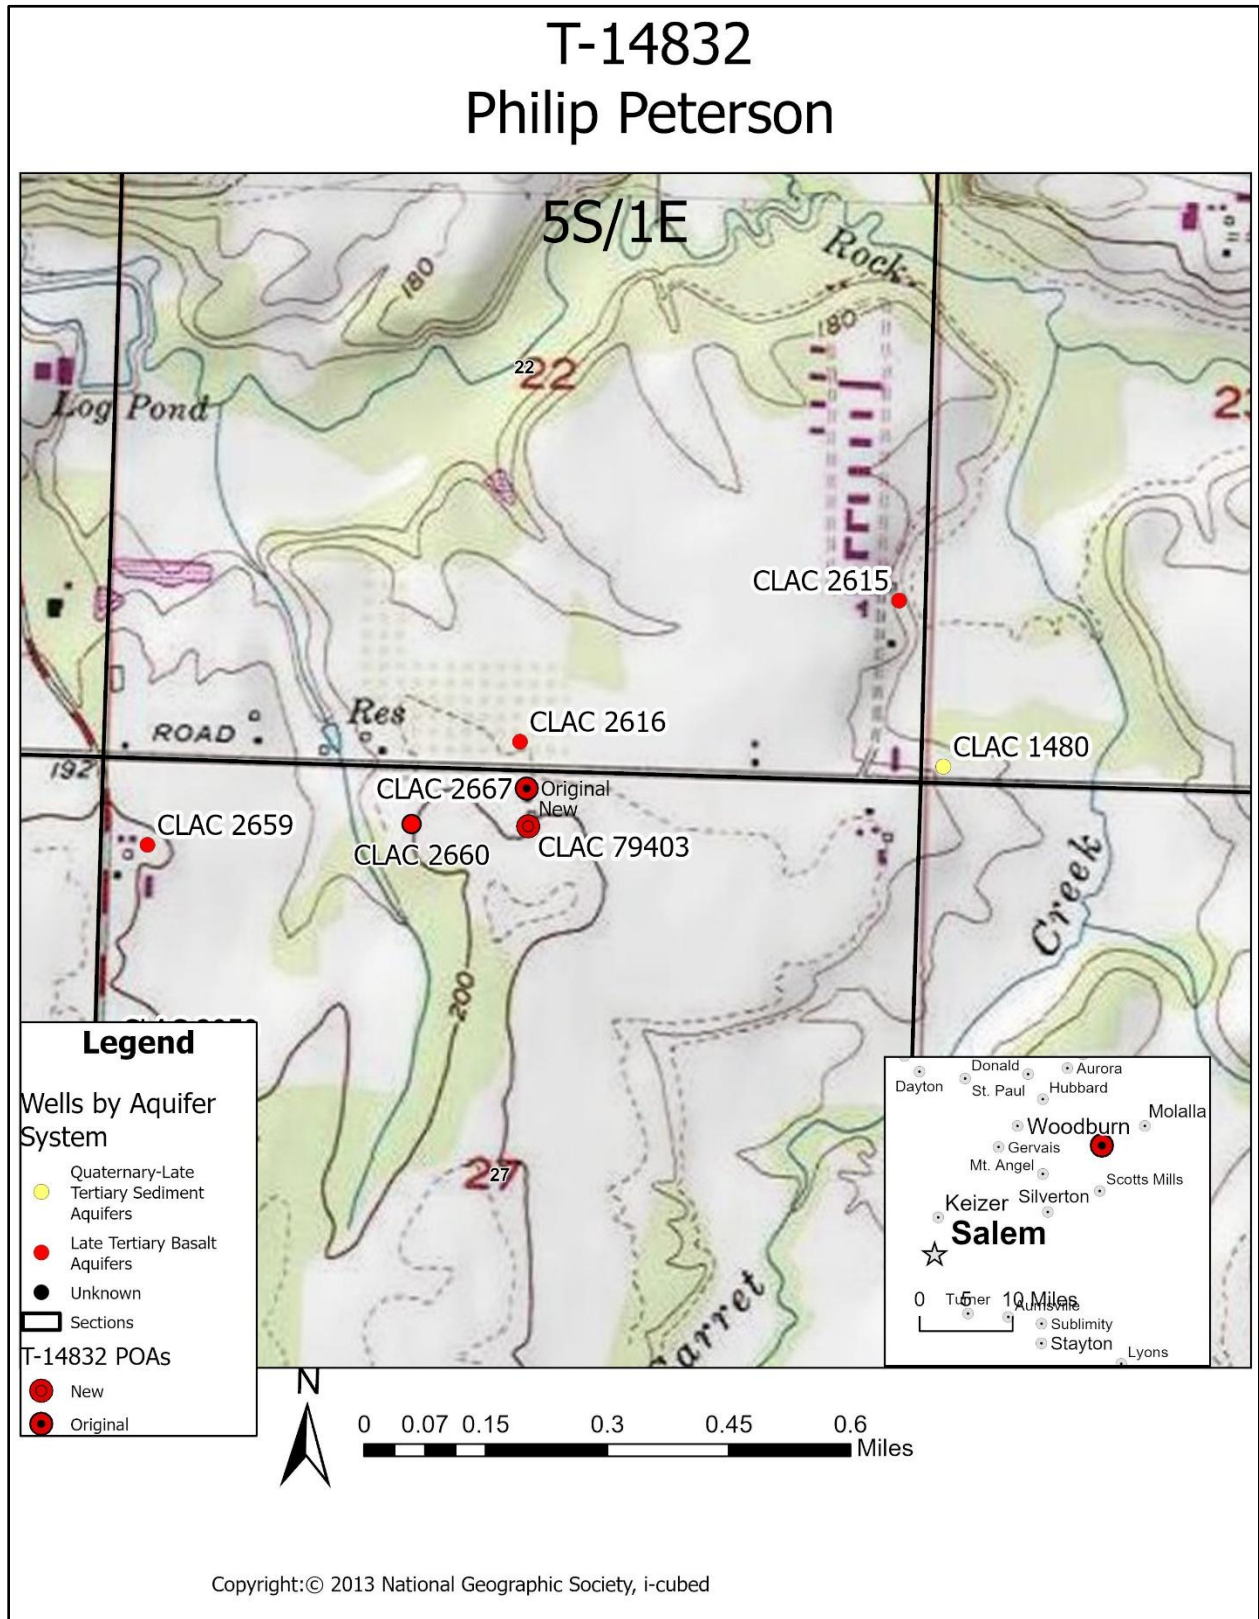 T-14832
Philip Peterson
5S/1E
Rock
180
180
22
22
Log Pond
CLAC 2615
Res
ROAD
CLAC 2616
CLAC 1480
192
CLAC 2667
Original
New
CLAC 2659
CLAC 2660
CLAC 79403
Creek
200
27
27
Legend
Wells by Aquifer
System
Quaternary-Late
Tertiary Sediment
Aquifers
Late Tertiary Basalt
Aquifers
Unknown
Sections
T-14832 POAs
New
Original
Donald
Aurora
Dayton
St. Paul
Hubbard
Molalla
Woodburn
Gervais
Mt. Angel
Scotts Mills
Silverton
Keizer
Salem
0 5 10 Miles
Turner
Aumsville
Sublimity
Stayton
Lyons
N
0 0.07 0.15 0.3 0.45 0.6
Miles
Copyright:© 2013 National Geographic Society, i-cubed